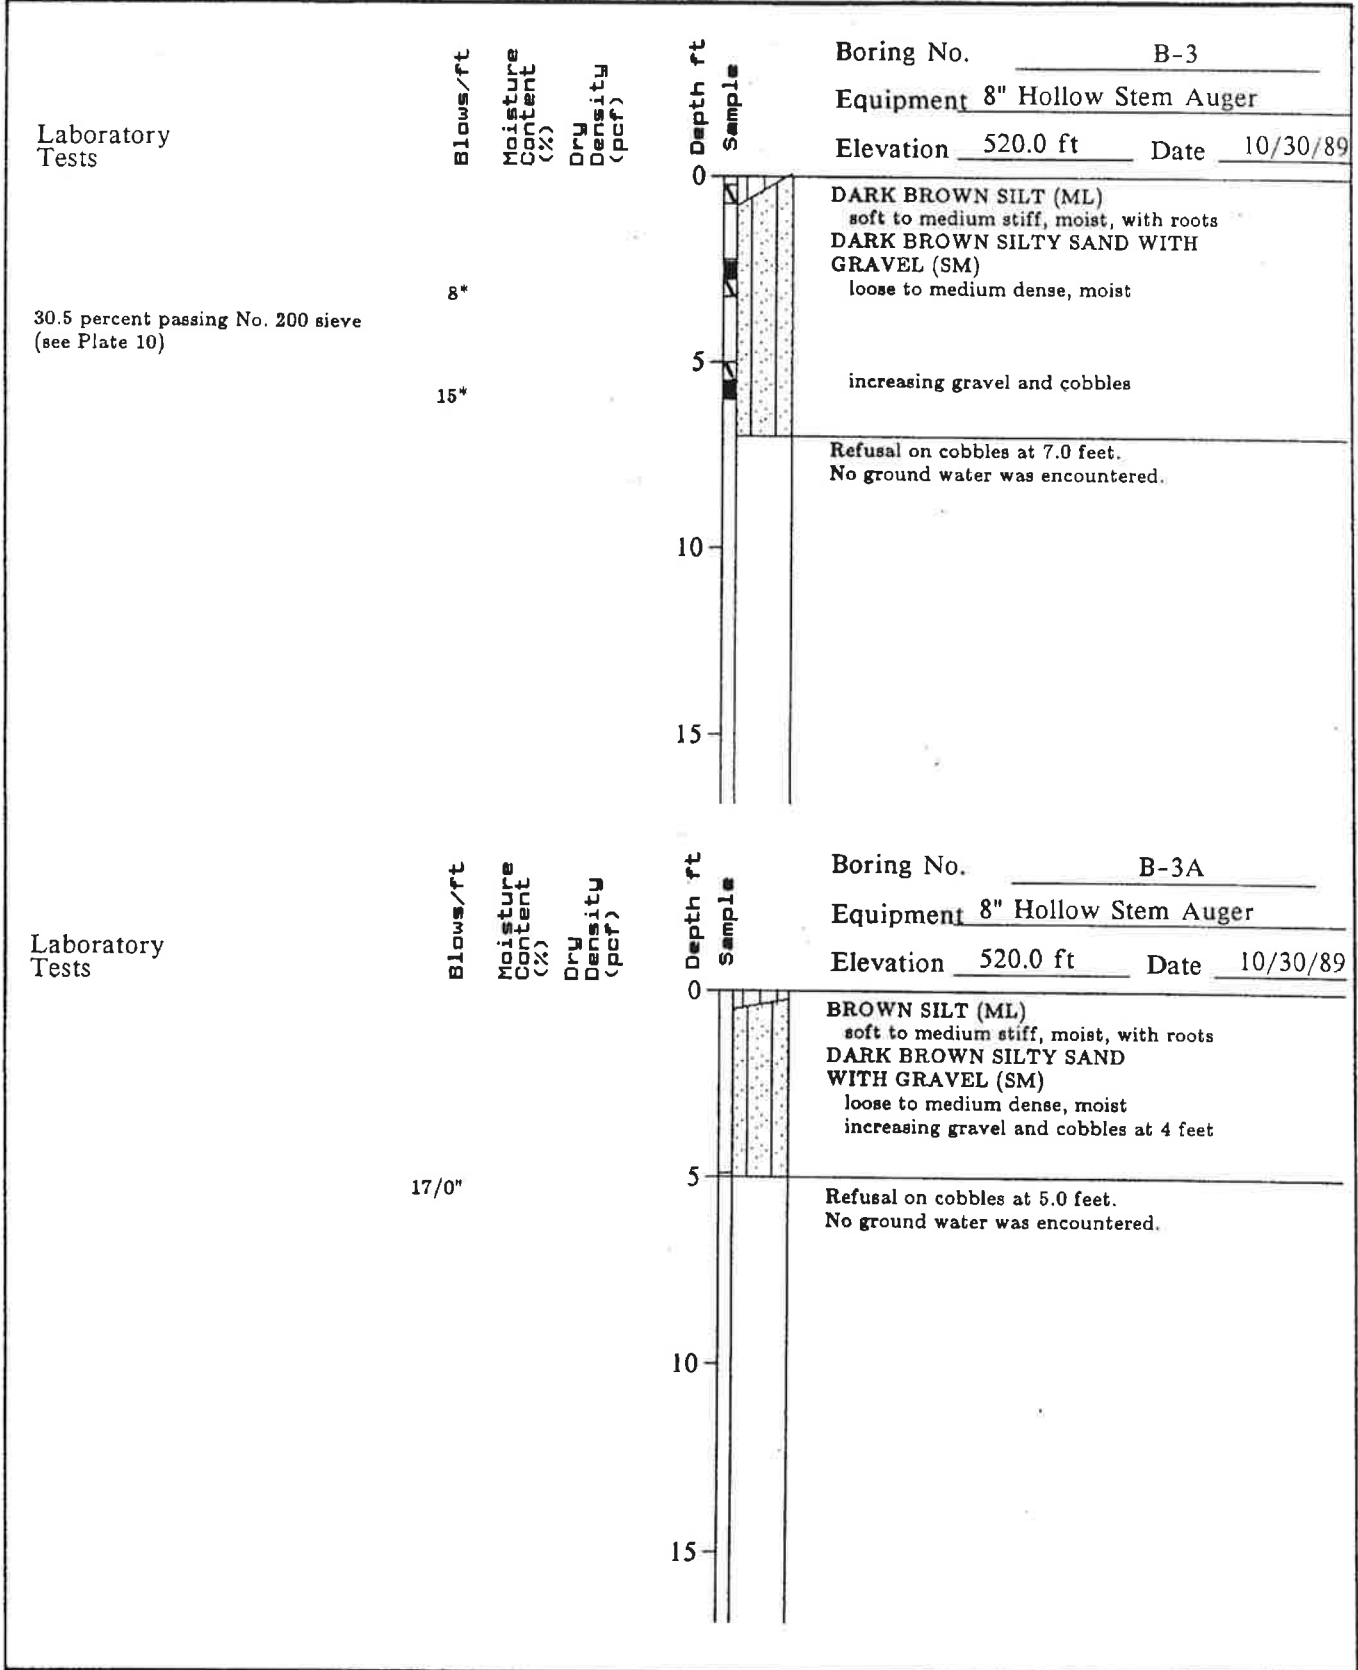 Laboratory
Tests
Blows/ft
Moisture
Content
(%)
Dry
Density
(pcf)
Depth ft
Sample
Boring No. B-3
Equipment 8" Hollow Stem Auger
Elevation 520.0 ft Date 10/30/89
0
DARK BROWN SILT (ML)
soft to medium stiff, moist, with roots
DARK BROWN SILTY SAND WITH
GRAVEL (SM)
8*
loose to medium dense, moist
30.5 percent passing No. 200 sieve
(see Plate 10)
5
increasing gravel and cobbles
15*
Refusal on cobbles at 7.0 feet.
No ground water was encountered.
10
15
Laboratory
Tests
Blows/ft
Moisture
Content
(%)
Dry
Density
(pcf)
Depth ft
Sample
Boring No. B-3A
Equipment 8" Hollow Stem Auger
Elevation 520.0 ft Date 10/30/89
0
BROWN SILT (ML)
soft to medium stiff, moist, with roots
DARK BROWN SILTY SAND
WITH GRAVEL (SM)
loose to medium dense, moist
increasing gravel and cobbles at 4 feet
5
17/0"
Refusal on cobbles at 5.0 feet.
No ground water was encountered.
10
15